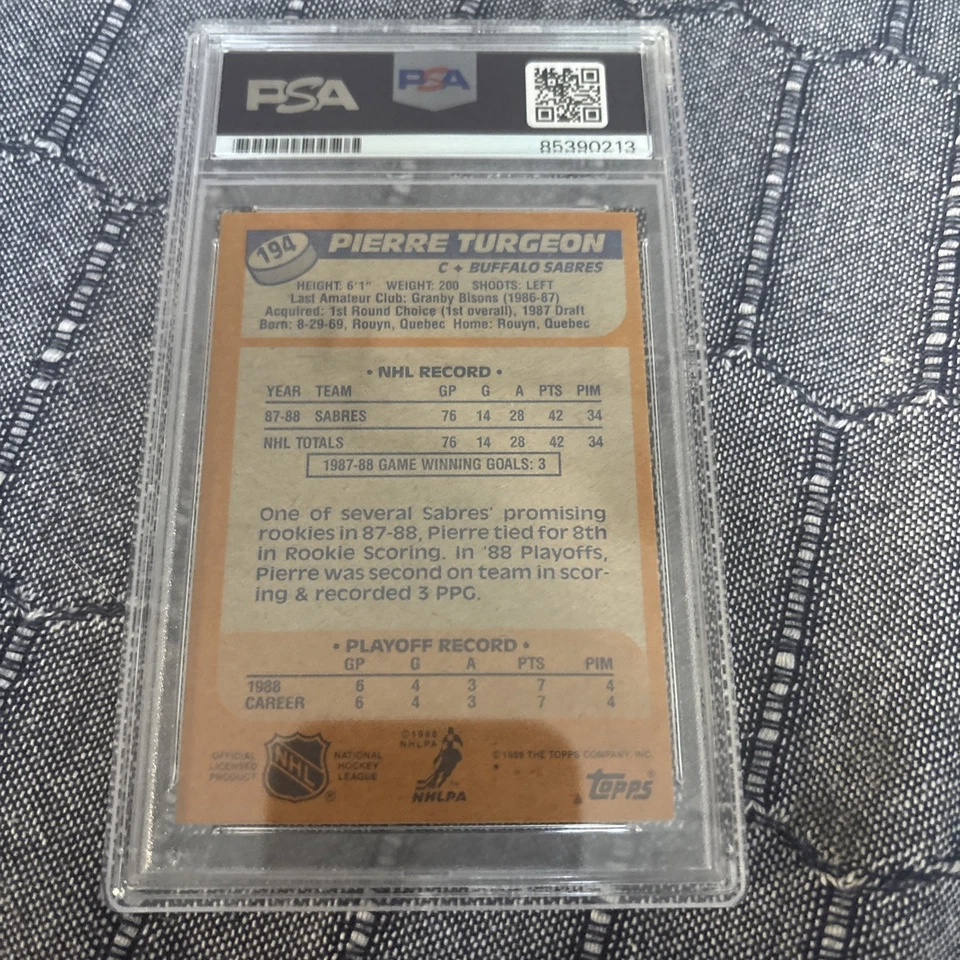 PSA PSA
85390213
194 PIERRE TURGEON
C + BUFFALO SABRES
HEIGHT: 6'1" WEIGHT: 200 SHOOTS: LEFT
Last Amateur Club: Granby Bisons (1986-87)
Acquired: 1st Round Choice (1st overall), 1987 Draft
Born: 8-29-69, Rouyn, Quebec Home: Rouyn, Quebec
• NHL RECORD •
YEAR TEAM GP G A PTS PIM
87-88 SABRES 76 14 28 42 34
NHL TOTALS 76 14 28 42 34
1987-88 GAME WINNING GOALS: 3
One of several Sabres' promising
rookies in 87-88, Pierre tied for 8th
in Rookie Scoring. In '88 Playoffs,
Pierre was second on team in scor-
ing & recorded 3 PPG.
• PLAYOFF RECORD •
GP G A PTS PIM
1988 6 4 3 7 4
CAREER 6 4 3 7 4
OFFICIAL
LICENSED
PRODUCT
NHL
®
NATIONAL
HOCKEY
LEAGUE
©1988
NHLPA
NHLPA
©1988 THE TOPPS COMPANY, INC.
topps®